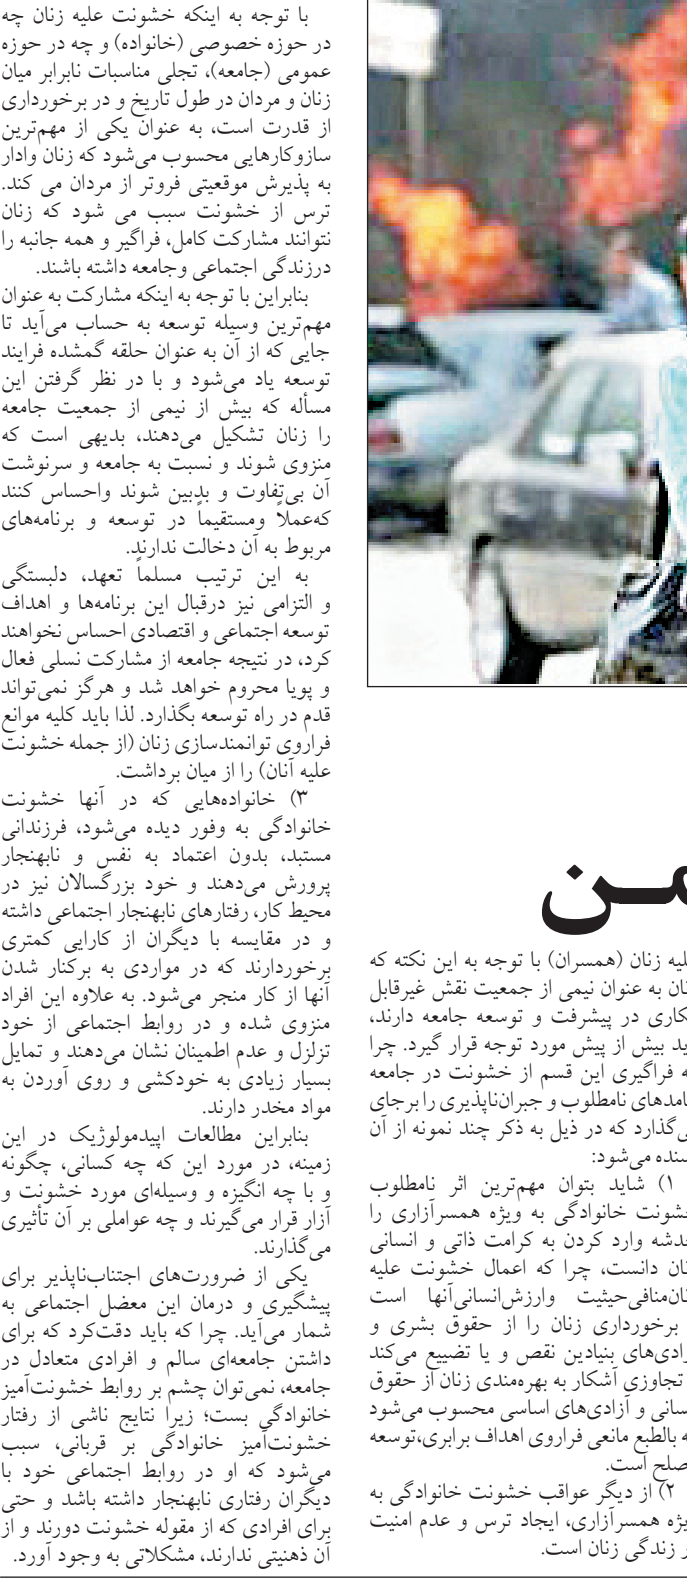 ـمـن
زنان (همسران) با توجه به این نکته که
به عنوان نیمی از جمعیت نقش غیرقابل
در پیشرفت و توسعه جامعه دارند،
بیش از پیش مورد توجه قرار گیرد. چرا
فراگیری این قسم از خشونت در جامعه
نامطلوب و جبران‌ناپذیری را برجای
که در ذیل به ذکر چند نمونه از آن
می‌شود:
۱) شاید بتوان مهم‌ترین اثر نامطلوب
خانوادگی به ویژه همسرآزاری را
وارد کردن به کرامت ذاتی و انسانی
دانست، چرا که اعمال خشونت علیه
منافی‌حیثیت وارزش‌انسانی‌آنها است
برخورداری زنان را از حقوق بشری و
بنیادین نقص و یا تضییع می‌کند
تجاوزی آشکار به بهره‌مندی زنان از حقوق
و آزادی‌های اساسی محسوب می‌شود
بالطبع مانعی فراروی اهداف برابری،توسعه
است.
۲) از دیگر عواقب خشونت خانوادگی به
همسرآزاری، ایجاد ترس و عدم امنیت
زندگی زنان است.
با توجه به اینکه خشونت علیه زنان چه
در حوزه خصوصی (خانواده) و چه در حوزه
عمومی (جامعه)، تجلی مناسبات نابرابر میان
زنان و مردان در طول تاریخ و در برخورداری
از قدرت است، به عنوان یکی از مهم‌ترین
سازوکارهایی محسوب می‌شود که زنان وادار
به پذیرش موقعیتی فروتر از مردان می کند.
ترس از خشونت سبب می شود که زنان
نتوانند مشارکت کامل، فراگیر و همه جانبه را
درزندگی اجتماعی وجامعه داشته باشند.
بنابراین با توجه به اینکه مشارکت به عنوان
مهم‌ترین وسیله توسعه به حساب می‌آید تا
جایی که از آن به عنوان حلقه گمشده فرایند
توسعه یاد می‌شود و با در نظر گرفتن این
مسأله که بیش از نیمی از جمعیت جامعه
را زنان تشکیل می‌دهند، بدیهی است که
منزوی شوند و نسبت به جامعه و سرنوشت
آن بی‌تفاوت و بدبین شوند واحساس کنند
که‌عملاً ومستقیماً در توسعه و برنامه‌های
مربوط به آن دخالت ندارند.
به این ترتیب مسلماً تعهد، دلبستگی
و التزامی نیز درقبال این برنامه‌ها و اهداف
توسعه اجتماعی و اقتصادی احساس نخواهند
کرد، در نتیجه جامعه از مشارکت نسلی فعال
و پویا محروم خواهد شد و هرگز نمی‌تواند
قدم در راه توسعه بگذارد. لذا باید کلیه موانع
فراروی توانمندسازی زنان (از جمله خشونت
علیه آنان) را از میان برداشت.
۳) خانواده‌هایی که در آنها خشونت
خانوادگی به وفور دیده می‌شود، فرزندانی
مستبد، بدون اعتماد به نفس و نابهنجار
پرورش می‌دهند و خود بزرگسالان نیز در
محیط کار، رفتارهای نابهنجار اجتماعی داشته
و در مقایسه با دیگران از کارایی کمتری
برخوردارند که در مواردی به برکنار شدن
آنها از کار منجر می‌شود. به علاوه این افراد
منزوی شده و در روابط اجتماعی از خود
تزلزل و عدم اطمینان نشان می‌دهند و تمایل
بسیار زیادی به خودکشی و روی آوردن به
مواد مخدر دارند.
بنابراین مطالعات اپیدمولوژیک در این
زمینه، در مورد این که چه کسانی، چگونه
و با چه انگیزه و وسیله‌ای مورد خشونت و
آزار قرار می‌گیرند و چه عواملی بر آن تأثیری
می‌گذارند.
یکی از ضرورت‌های اجتناب‌ناپذیر برای
پیشگیری و درمان این معضل اجتماعی به
شمار می‌آید. چرا که باید دقت‌کرد که برای
داشتن جامعه‌ای سالم و افرادی متعادل در
جامعه، نمی‌توان چشم بر روابط خشونت‌آمیز
خانوادگی بست؛ زیرا نتایج ناشی از رفتار
خشونت‌آمیز خانوادگی بر قربانی، سبب
می‌شود که او در روابط اجتماعی خود با
دیگران رفتاری نابهنجار داشته باشد و حتی
برای افرادی که از مقوله خشونت دورند و از
آن ذهنیتی ندارند، مشکلاتی به وجود آورد.